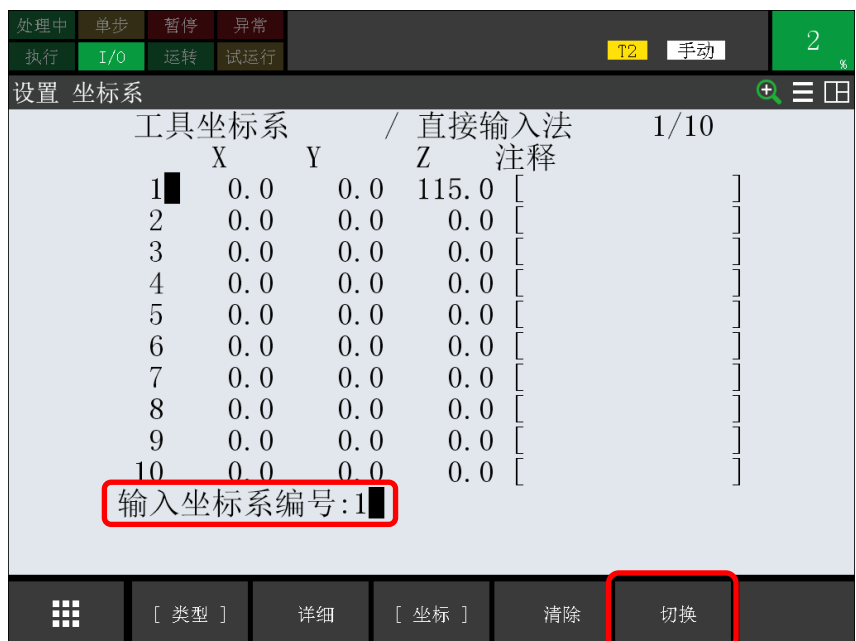 处理中 单步 暂停 异常
执行 I/O 运转 试运行 T2 手动 2 %
设置 坐标系
工具坐标系 / 直接输入法 1/10
X Y Z 注释
1 0.0 0.0 115.0 [ ]
2 0.0 0.0 0.0 [ ]
3 0.0 0.0 0.0 [ ]
4 0.0 0.0 0.0 [ ]
5 0.0 0.0 0.0 [ ]
6 0.0 0.0 0.0 [ ]
7 0.0 0.0 0.0 [ ]
8 0.0 0.0 0.0 [ ]
9 0.0 0.0 0.0 [ ]
10 0.0 0.0 0.0 [ ]
输入坐标系编号:1
[ 类型 ] 详细 [ 坐标 ] 清除 切换